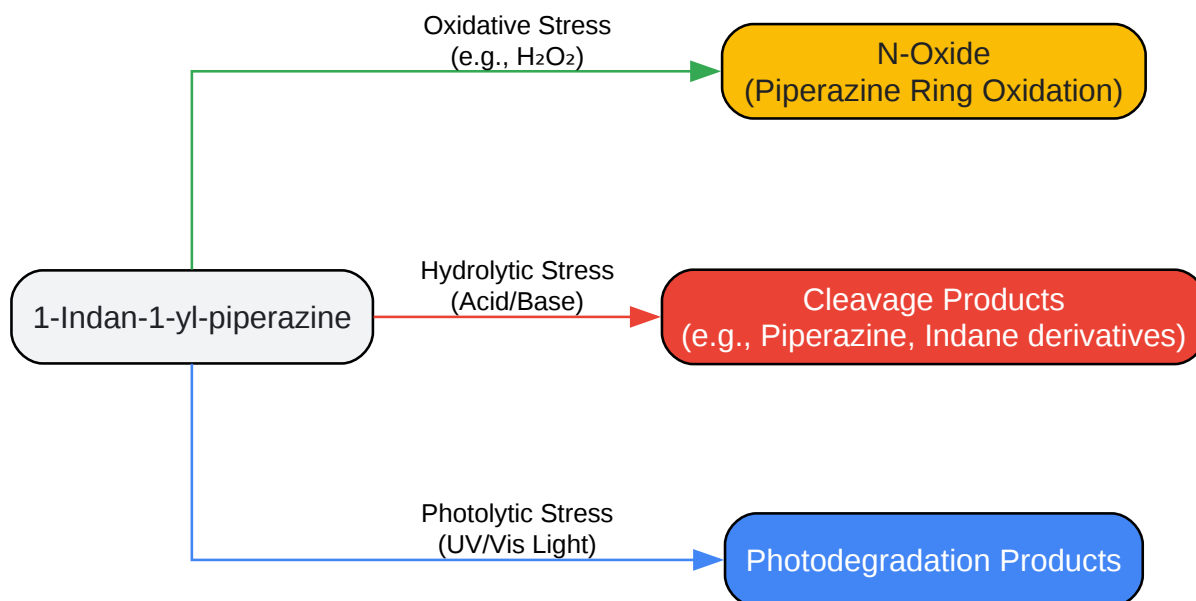 Oxidative Stress
(e.g., H₂O₂)
N-Oxide
(Piperazine Ring Oxidation)
1-Indan-1-yl-piperazine
Hydrolytic Stress
(Acid/Base)
Cleavage Products
(e.g., Piperazine, Indane derivatives)
Photolytic Stress
(UV/Vis Light)
Photodegradation Products